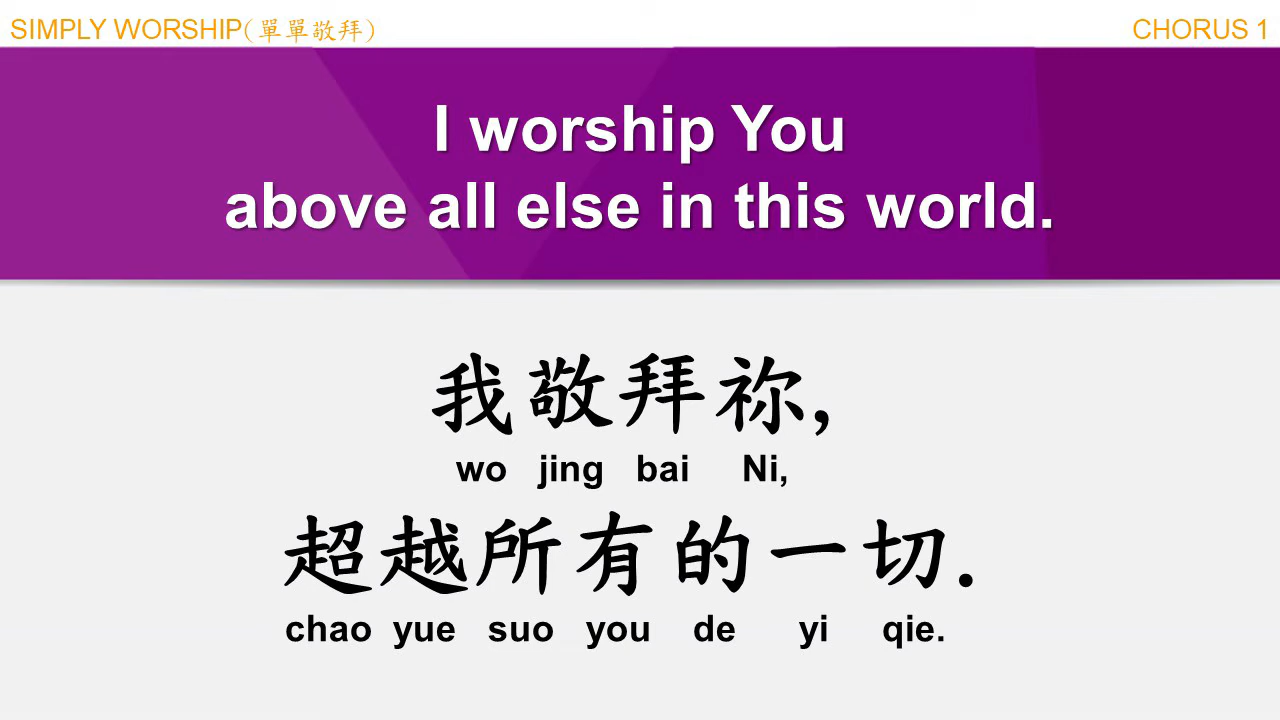 SIMPLY WORSHIP(單單敬拜)
CHORUS 1
I worship You
above all else in this world.
我敬拜祢,
wo jing bai Ni,
超越所有的一切.
chao yue suo you de yi qie.